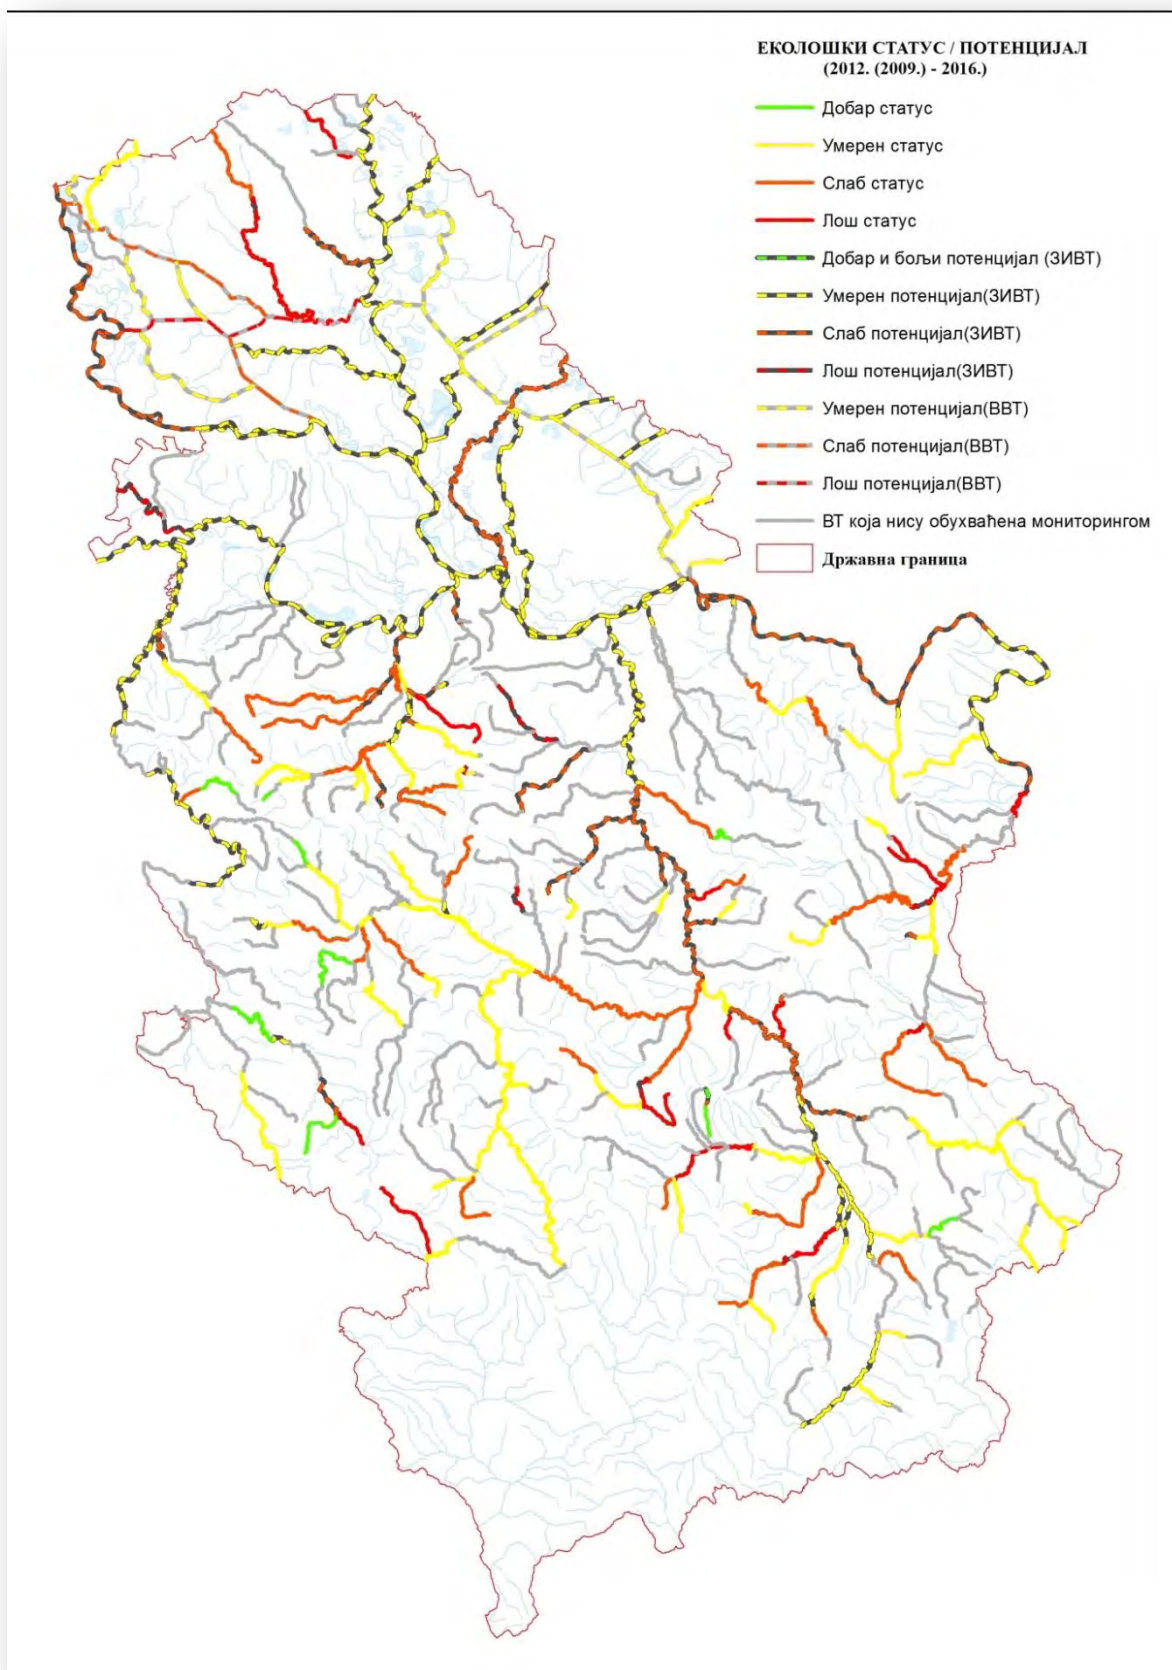 ЕКОЛОШКИ СТАТУС / ПОТЕНЦИЈАЛ
(2012. (2009.) - 2016.)
Добар статус
Умерен статус
Слаб статус
Лош статус
Добар и бољи потенцијал (ЗИВТ)
Умерен потенцијал(ЗИВТ)
Слаб потенцијал(ЗИВТ)
Лош потенцијал(ЗИВТ)
Умерен потенцијал(ВВТ)
Слаб потенцијал(ВВТ)
Лош потенцијал(ВВТ)
ВТ која нису обухваћена мониторингом
Државна граница